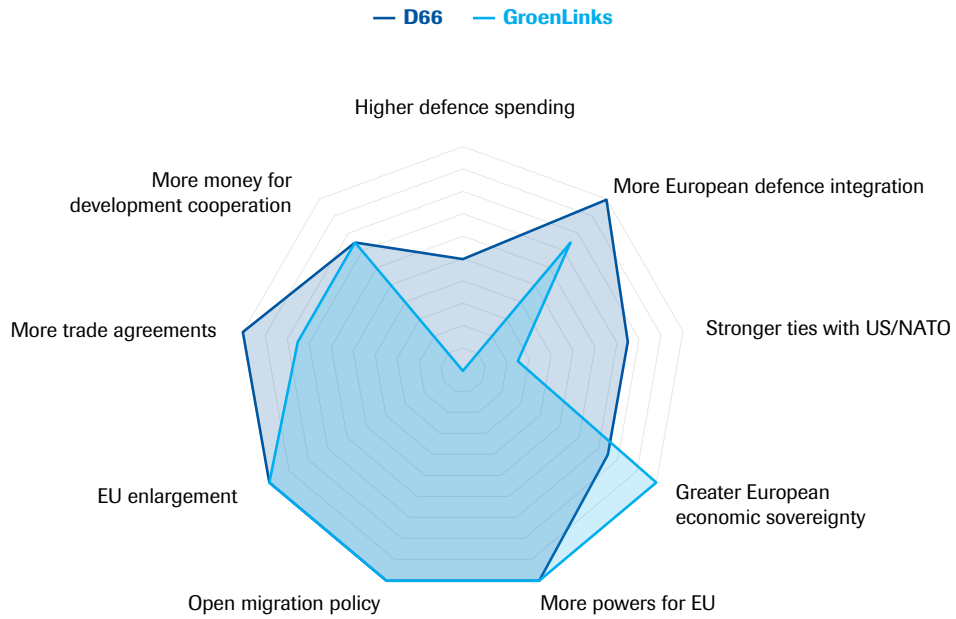 D66 GroenLinks
Higher defence spending
More European defence integration
Stronger ties with US/NATO
Greater European
economic sovereignty
More powers for EU
Open migration policy
EU enlargement
More trade agreements
More money for
development cooperation